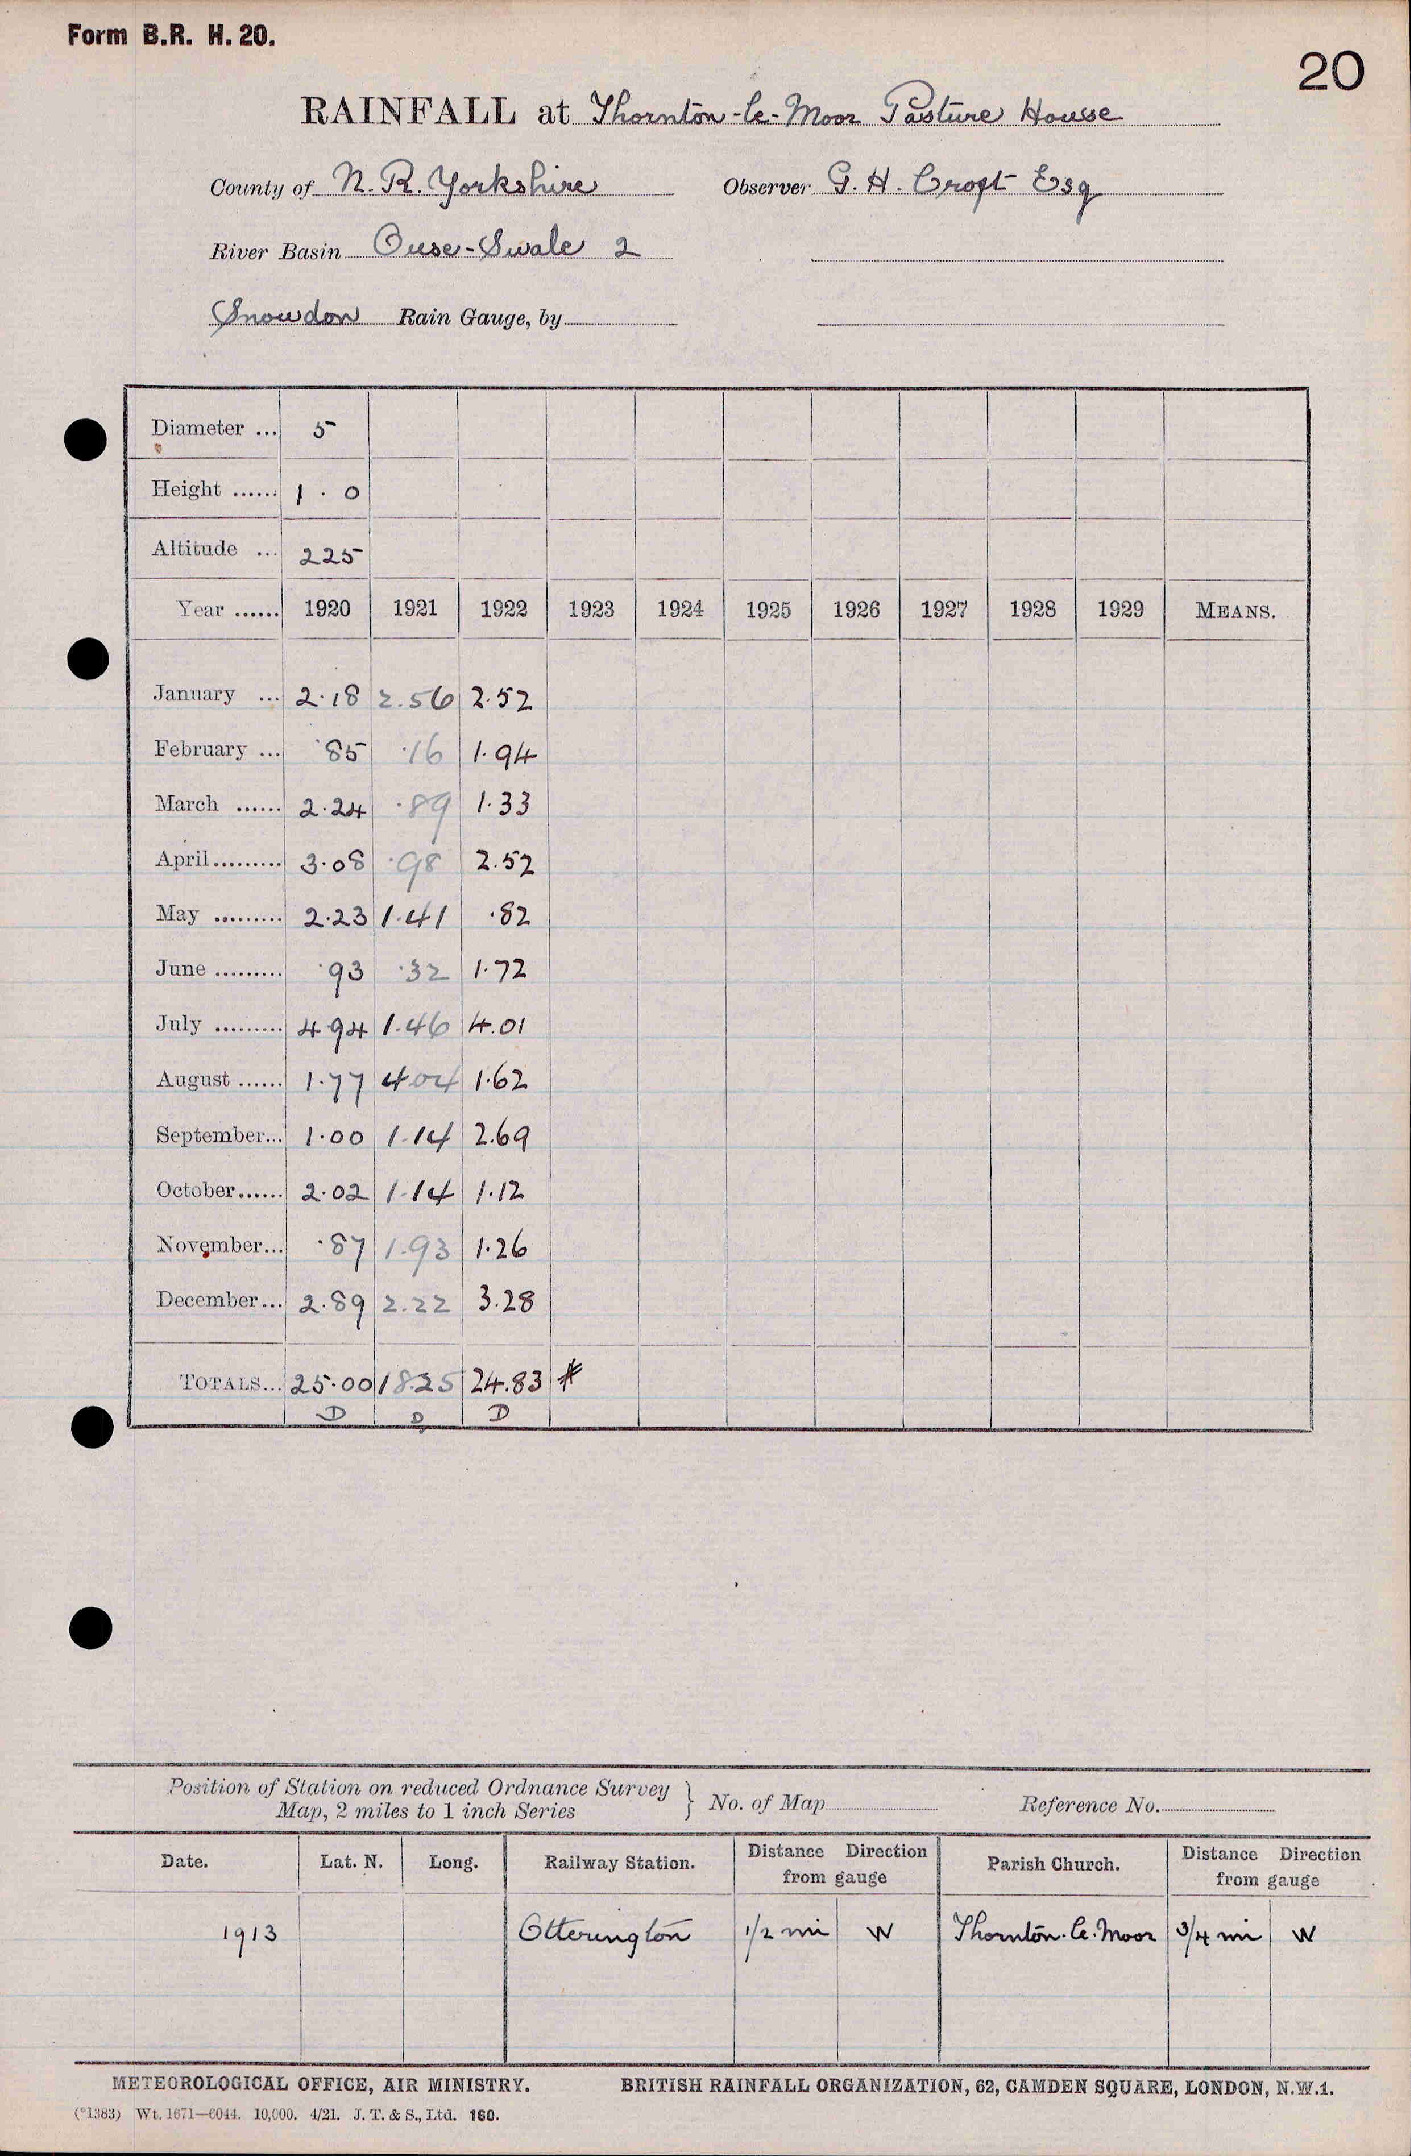 Form B.R. H. 20.
20
RAINFALL at Thornton-le-Moor Pasture House
County of N. R. Yorkshire Observer G. H. Croft Esq
River Basin Ouse-Swale 2
Snowdon Rain Gauge, by
Diameter ... 5
Height ...... 1 . 0
Altitude ... 225
Year ...... 1920 1921 1922 1923 1924 1925 1926 1927 1928 1929 MEANS.
January ... 2.18 2.56 2.52
February ... .85 .16 1.94
March ...... 2.24 .89 1.33
April ......... 3.08 .98 2.52
May ......... 2.23 1.41 .82
June ......... .93 .32 1.72
July ......... 4.94 1.46 4.01
August ...... 1.77 4.04 1.62
September... 1.00 1.14 2.69
October...... 2.02 1.14 1.12
November... .87 1.93 1.26
December... 2.89 2.22 3.28
TOTALS... 25.00 18.25 24.83 *
D D D
Position of Station on reduced Ordnance Survey
Map, 2 miles to 1 inch Series } No. of Map Reference No.
Date. Lat. N. Long. Railway Station. Distance Direction from gauge Parish Church. Distance Direction from gauge
1913 Otterington 1/2 mi W Thornton.le.Moor 3/4 mi W
METEOROLOGICAL OFFICE, AIR MINISTRY. BRITISH RAINFALL ORGANIZATION, 62, CAMDEN SQUARE, LONDON, N.W.1.
(*1383) Wt. 1671—6044. 10,000. 4/21. J. T. & S., Ltd. 160.